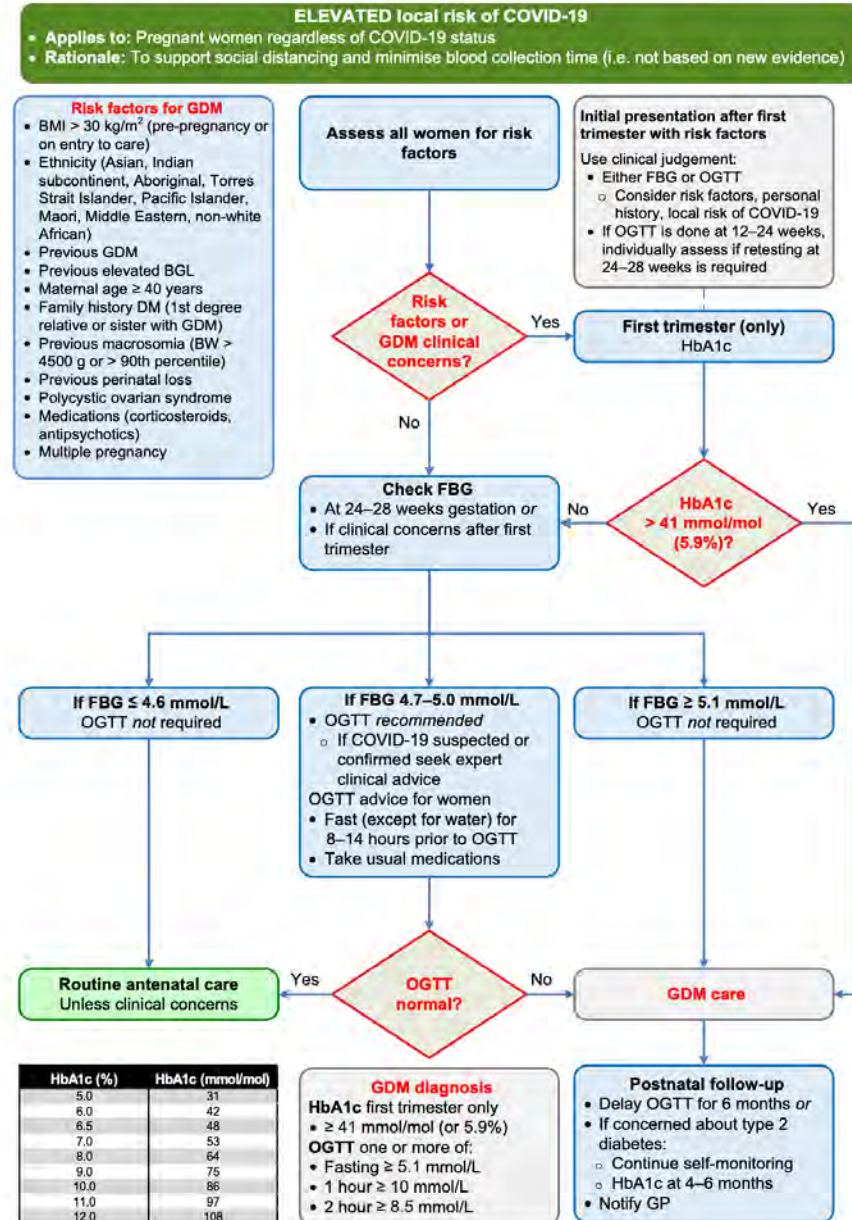 ELEVATED local risk of COVID-19
• Applies to: Pregnant women regardless of COVID-19 status
• Rationale: To support social distancing and minimise blood collection time (i.e. not based on new evidence)
Risk factors for GDM
• BMI > 30 kg/m² (pre-pregnancy or
on entry to care)
• Ethnicity (Asian, Indian
subcontinent, Aboriginal, Torres
Strait Islander, Pacific Islander,
Maori, Middle Eastern, non-white
African)
• Previous GDM
• Previous elevated BGL
• Maternal age ≥ 40 years
• Family history DM (1st degree
relative or sister with GDM)
• Previous macrosomia (BW >
4500 g or > 90th percentile)
• Previous perinatal loss
• Polycystic ovarian syndrome
• Medications (corticosteroids,
antipsychotics)
• Multiple pregnancy
Assess all women for risk
factors
Initial presentation after first
trimester with risk factors
Use clinical judgement:
• Either FBG or OGTT
o Consider risk factors, personal
history, local risk of COVID-19
• If OGTT is done at 12–24 weeks,
individually assess if retesting at
24–28 weeks is required
Risk
factors or
GDM clinical
concerns?
Yes
No
First trimester (only)
HbA1c
HbA1c
> 41 mmol/mol
(5.9%)?
No
Yes
Check FBG
• At 24–28 weeks gestation or
• If clinical concerns after first
trimester
If FBG ≤ 4.6 mmol/L
OGTT not required
If FBG 4.7–5.0 mmol/L
• OGTT recommended
o If COVID-19 suspected or
confirmed seek expert
clinical advice
OGTT advice for women
• Fast (except for water) for
8–14 hours prior to OGTT
• Take usual medications
If FBG ≥ 5.1 mmol/L
OGTT not required
Routine antenatal care
Unless clinical concerns
Yes
OGTT
normal?
No
GDM care
HbA1c (%) HbA1c (mmol/mol)
5.0 31
6.0 42
6.5 48
7.0 53
8.0 64
9.0 75
10.0 86
11.0 97
12.0 108
GDM diagnosis
HbA1c first trimester only
• ≥ 41 mmol/mol (or 5.9%)
OGTT one or more of:
• Fasting ≥ 5.1 mmol/L
• 1 hour ≥ 10 mmol/L
• 2 hour ≥ 8.5 mmol/L
Postnatal follow-up
• Delay OGTT for 6 months or
• If concerned about type 2
diabetes:
o Continue self-monitoring
o HbA1c at 4–6 months
• Notify GP